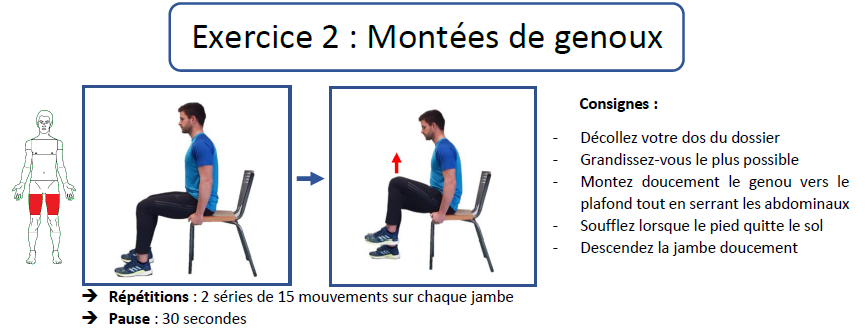 Exercice 2 : Montées de genoux
Consignes :
- Décollez votre dos du dossier
- Grandissez-vous le plus possible
- Montez doucement le genou vers le
plafond tout en serrant les abdominaux
- Soufflez lorsque le pied quitte le sol
- Descendez la jambe doucement
➔ Répétitions : 2 séries de 15 mouvements sur chaque jambe
➔ Pause : 30 secondes